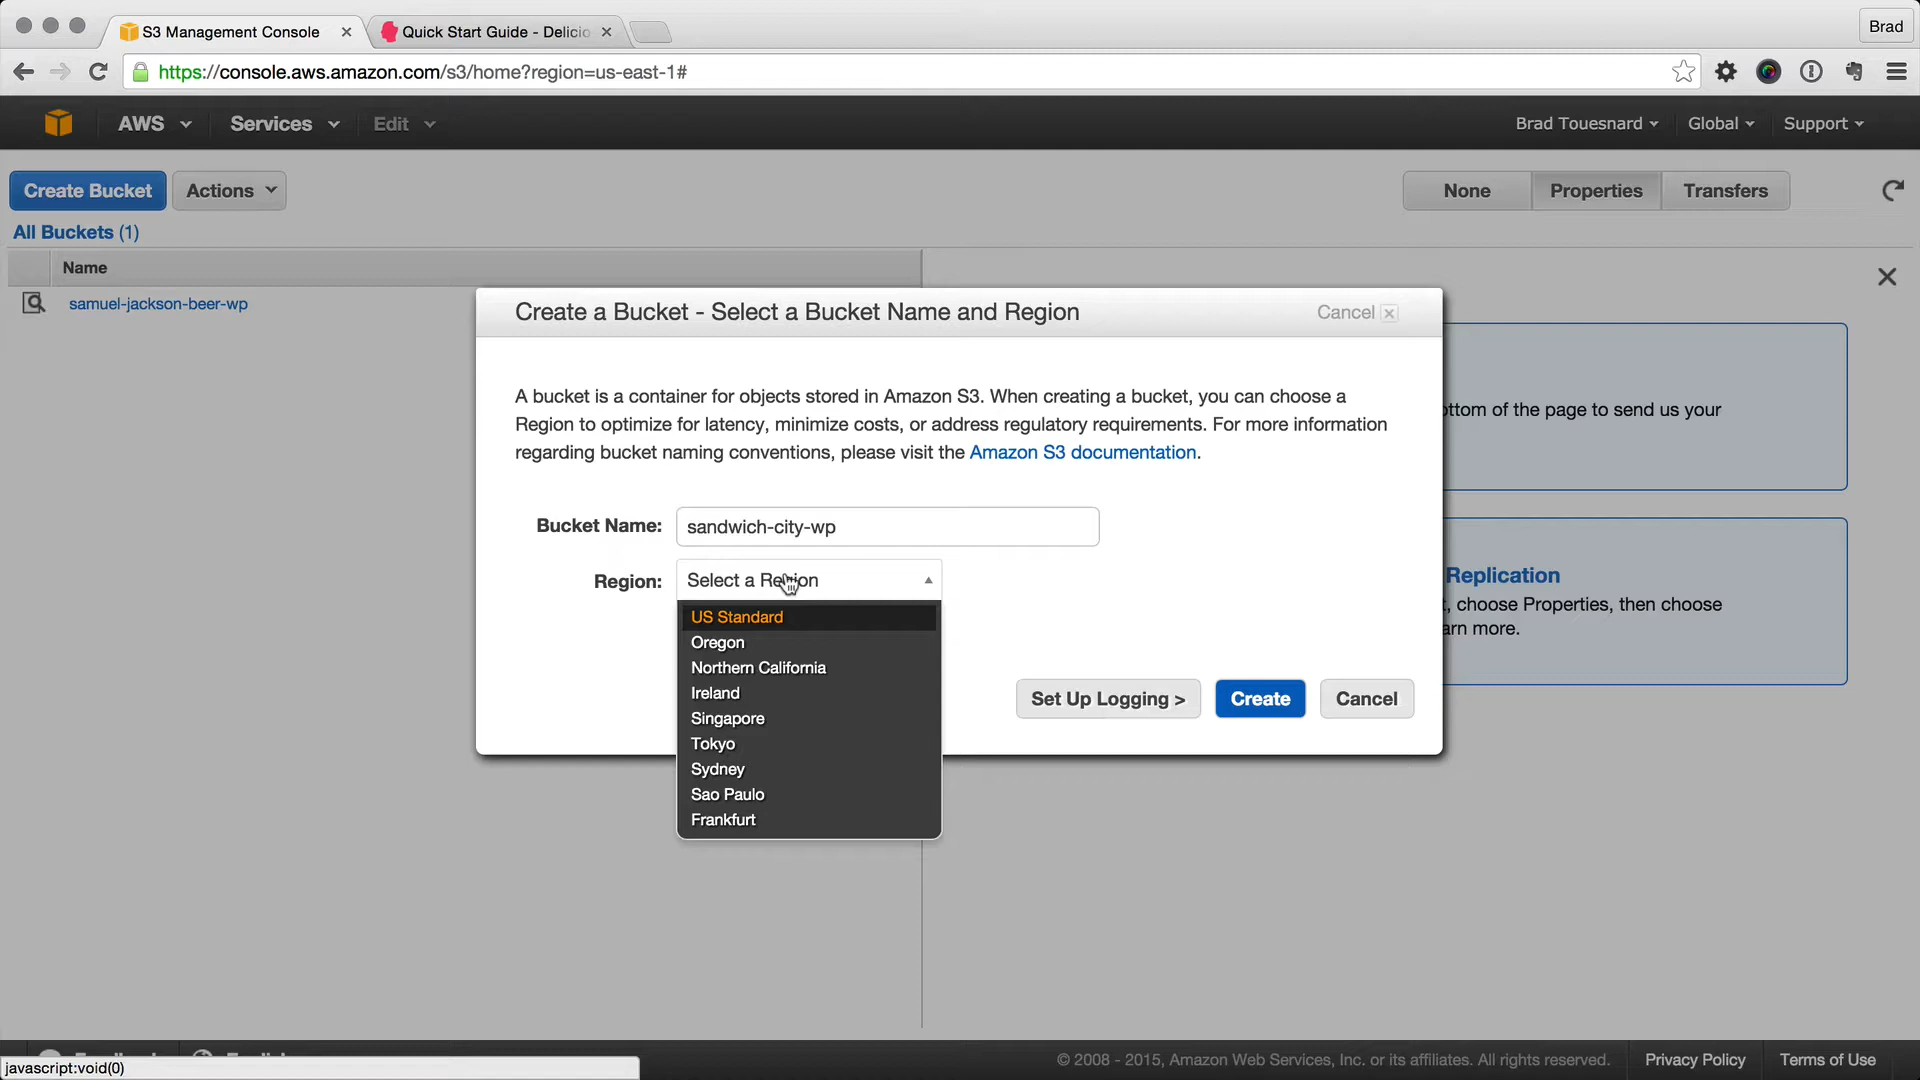 S3 Management Console
Quick Start Guide - Delicio
Brad
https://console.aws.amazon.com/s3/home?region=us-east-1#
AWS
Services
Edit
Brad Touesnard
Global
Support
Create Bucket
Actions
None
Properties
Transfers
All Buckets (1)
Name
samuel-jackson-beer-wp
Create a Bucket - Select a Bucket Name and Region
Cancel
A bucket is a container for objects stored in Amazon S3. When creating a bucket, you can choose a
Region to optimize for latency, minimize costs, or address regulatory requirements. For more information
regarding bucket naming conventions, please visit the Amazon S3 documentation.
ottom of the page to send us your
Bucket Name:
sandwich-city-wp
Region:
Select a Region
US Standard
Oregon
Northern California
Ireland
Singapore
Tokyo
Sydney
Sao Paulo
Frankfurt
Replication
t, choose Properties, then choose
arn more.
Set Up Logging >
Create
Cancel
javascript:void(0)
© 2008 - 2015, Amazon Web Services, Inc. or its affiliates. All rights reserved.
Privacy Policy
Terms of Use